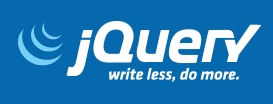 jQuery
write less, do more.